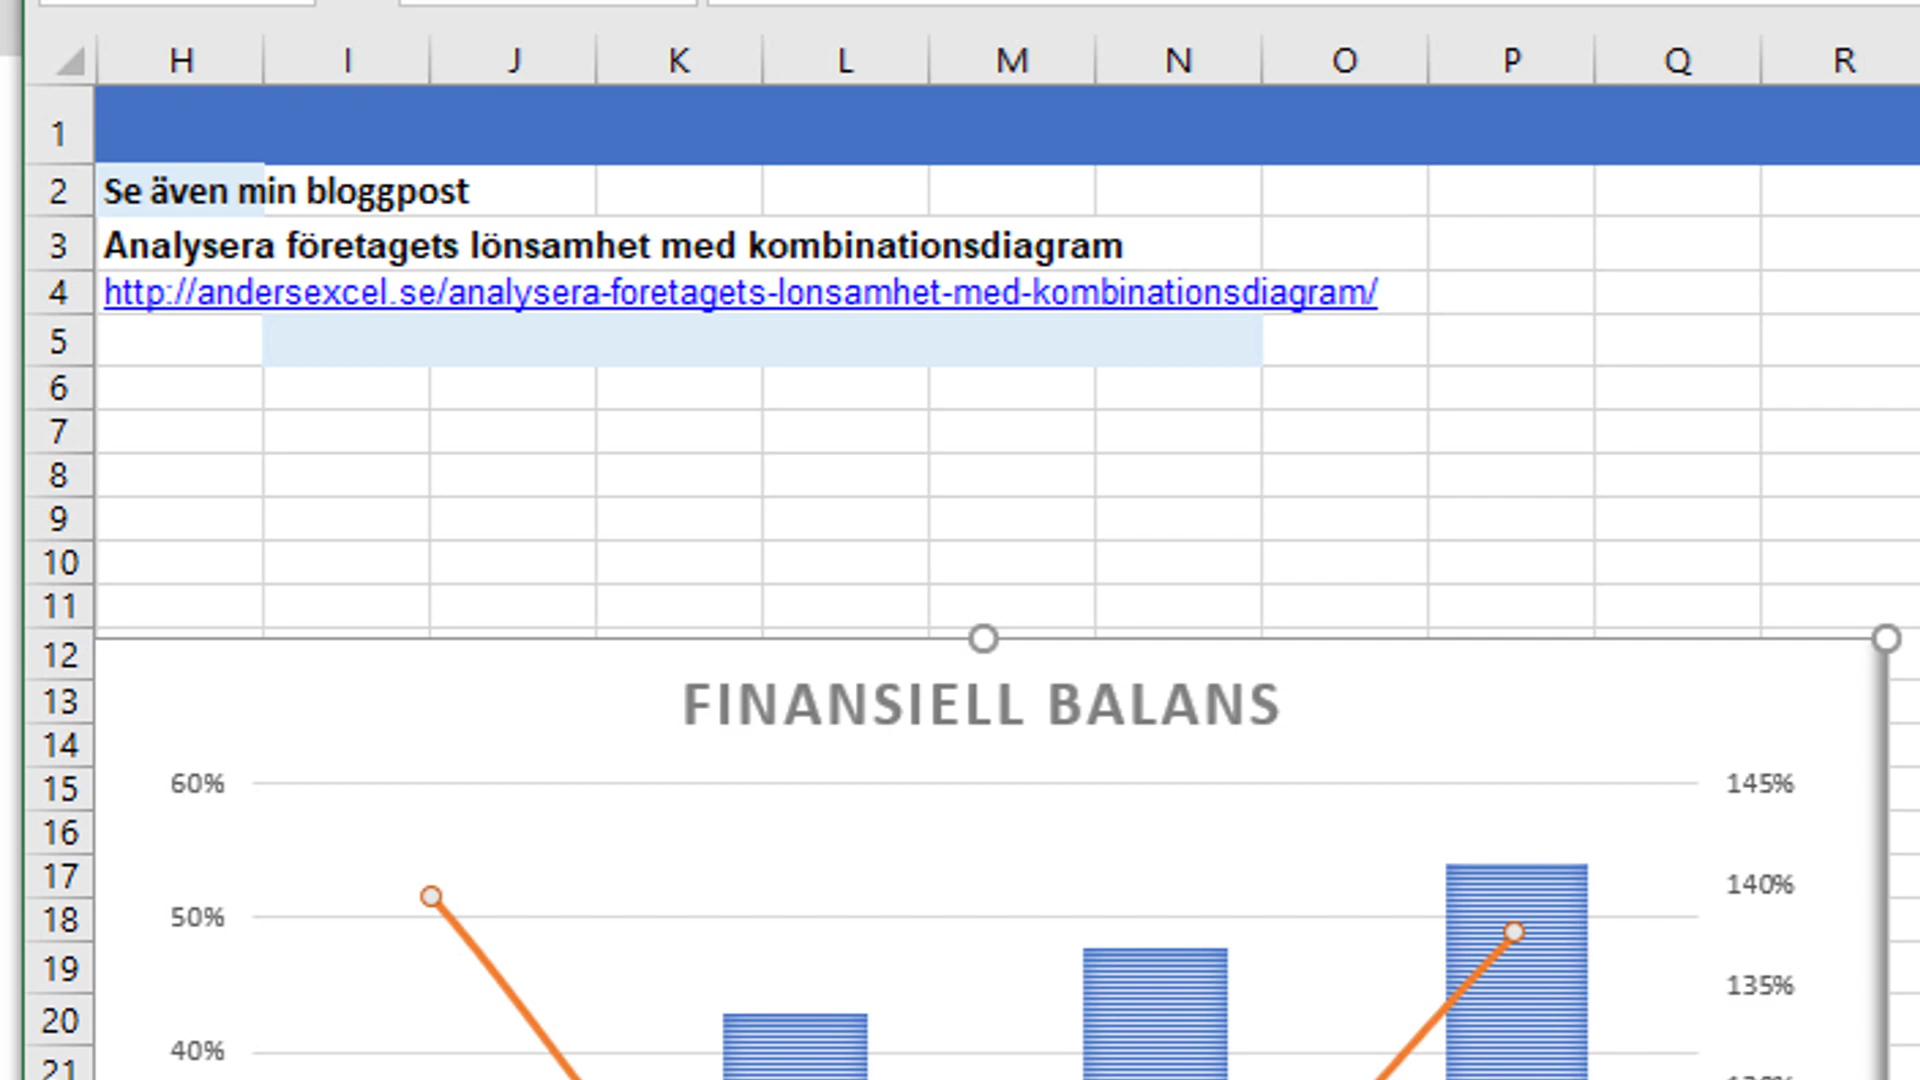 H I J K L M N O P Q R
1
2 Se även min bloggpost
3 Analysera företagets lönsamhet med kombinationsdiagram
4 http://andersexcel.se/analysera-foretagets-lonsamhet-med-kombinationsdiagram/
5
6
7
8
9
10
11
12
13 FINANSIELL BALANS
14
15 60% 145%
16
17 140%
18 50%
19 135%
20
40%
21